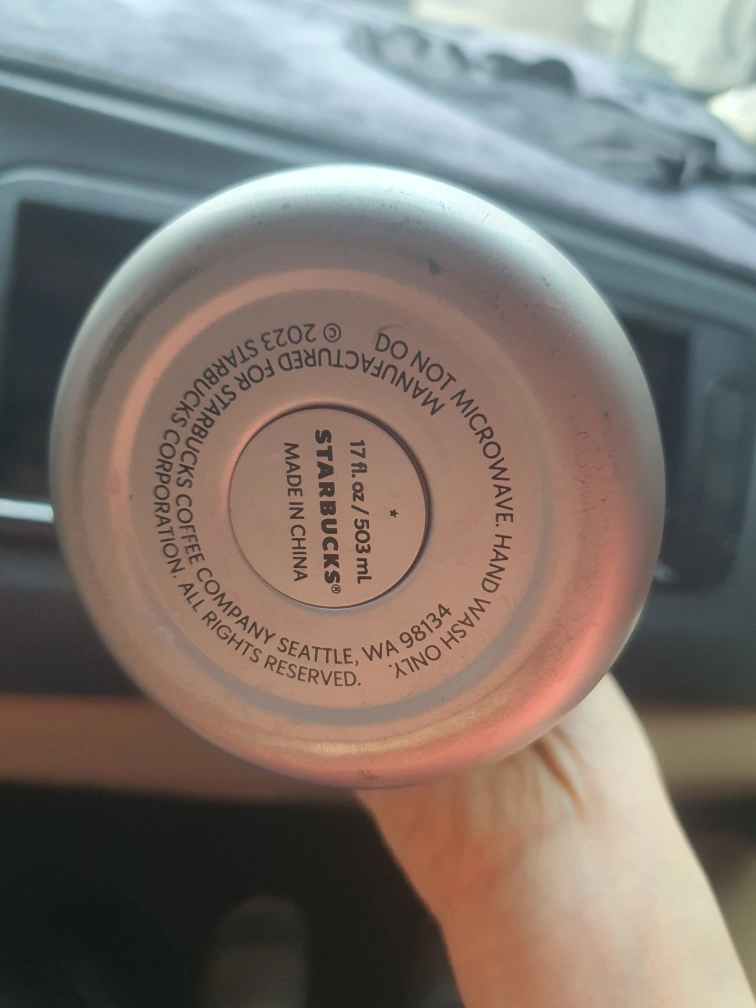 17 fl. oz / 503 mL
STARBUCKS®
MADE IN CHINA
DO NOT MICROWAVE. HAND WASH ONLY.
MANUFACTURED FOR STARBUCKS COFFEE COMPANY SEATTLE, WA 98134
© 2023 STARBUCKS CORPORATION. ALL RIGHTS RESERVED.